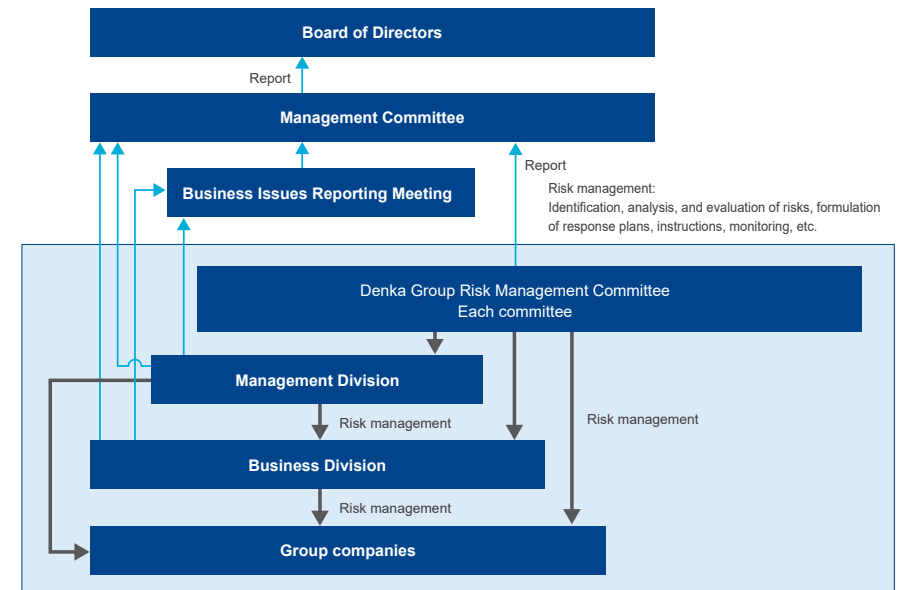 Board of Directors
Report
Management Committee
Report
Business Issues Reporting Meeting
Risk management:
Identification, analysis, and evaluation of risks, formulation
of response plans, instructions, monitoring, etc.
Denka Group Risk Management Committee
Each committee
Management Division
Risk management
Risk management
Business Division
Risk management
Group companies